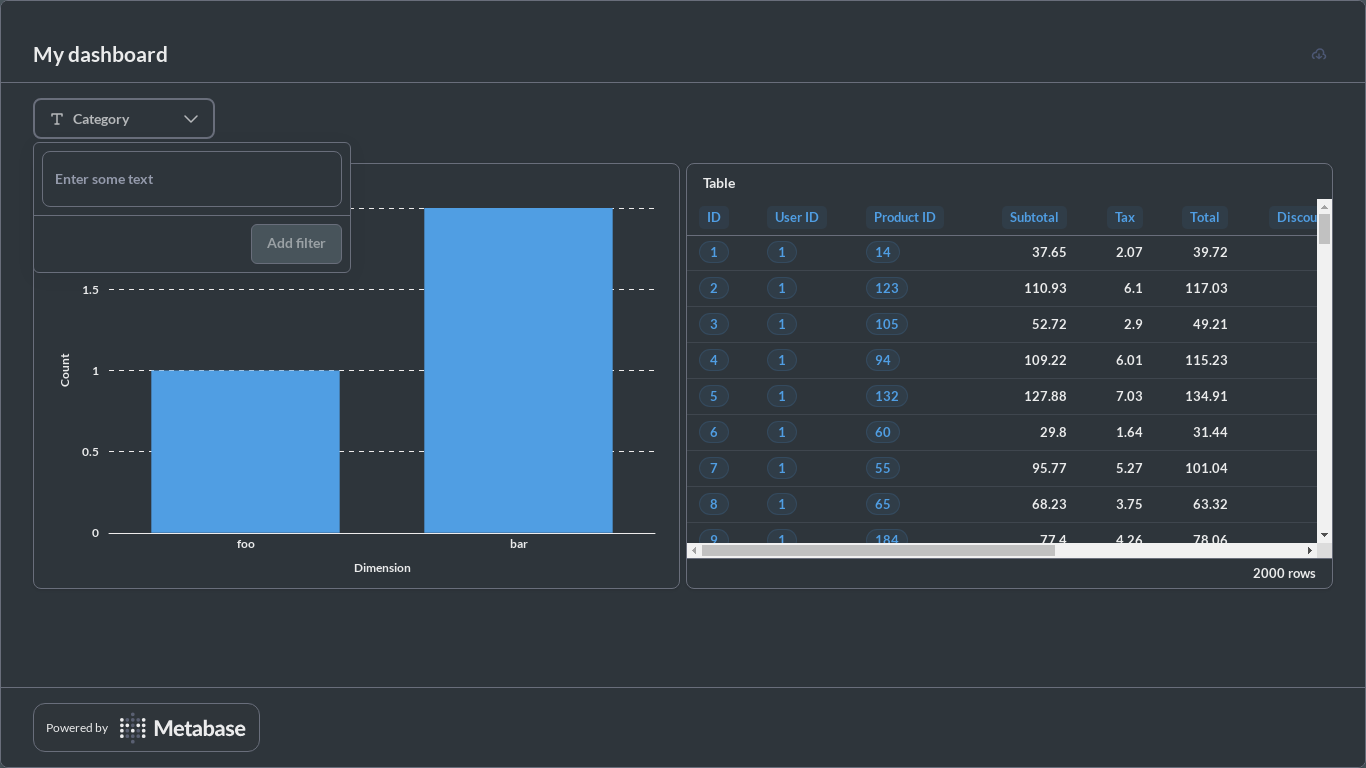 My dashboard
Category
Enter some text
Add filter
1.5
1
0.5
0
Count
foo
bar
Dimension
Table
ID User ID Product ID Subtotal Tax Total Discou
1 1 14 37.65 2.07 39.72
2 1 123 110.93 6.1 117.03
3 1 105 52.72 2.9 49.21
4 1 94 109.22 6.01 115.23
5 1 132 127.88 7.03 134.91
6 1 60 29.8 1.64 31.44
7 1 55 95.77 5.27 101.04
8 1 65 68.23 3.75 63.32
9 1 184 77.4 4.26 78.06
2000 rows
Powered by Metabase